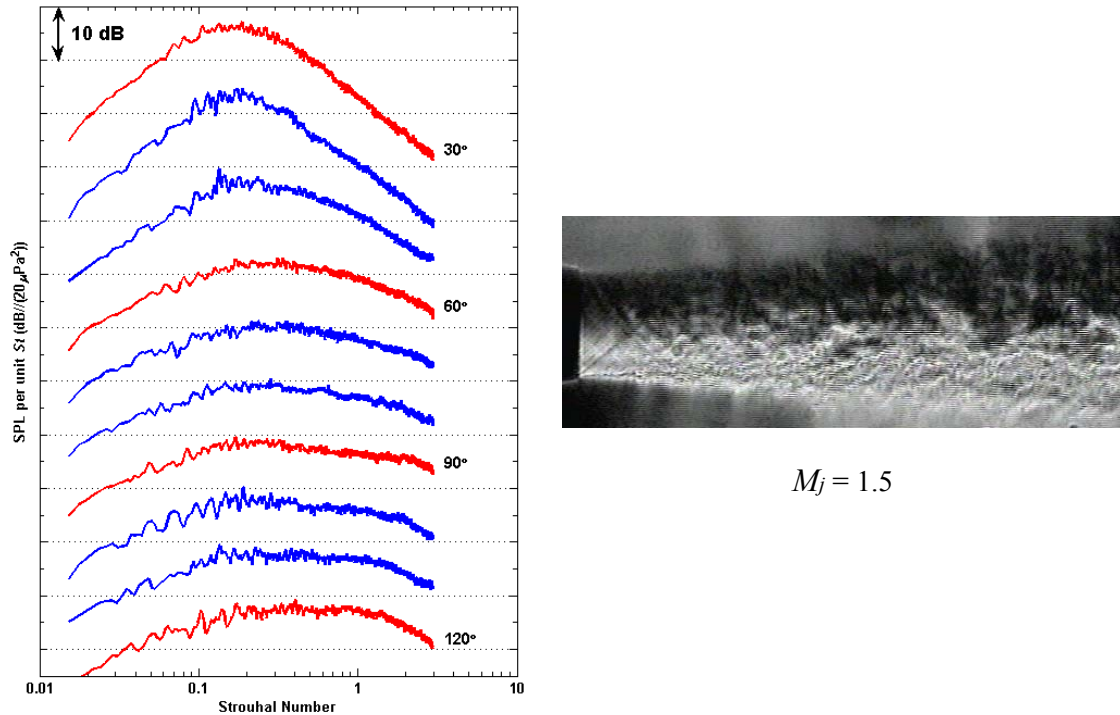 10 dB
30°
60°
90°
120°
SPL per unit St (dB//(20μPa²))
0.01
0.1
1
10
Strouhal Number
Mj = 1.5